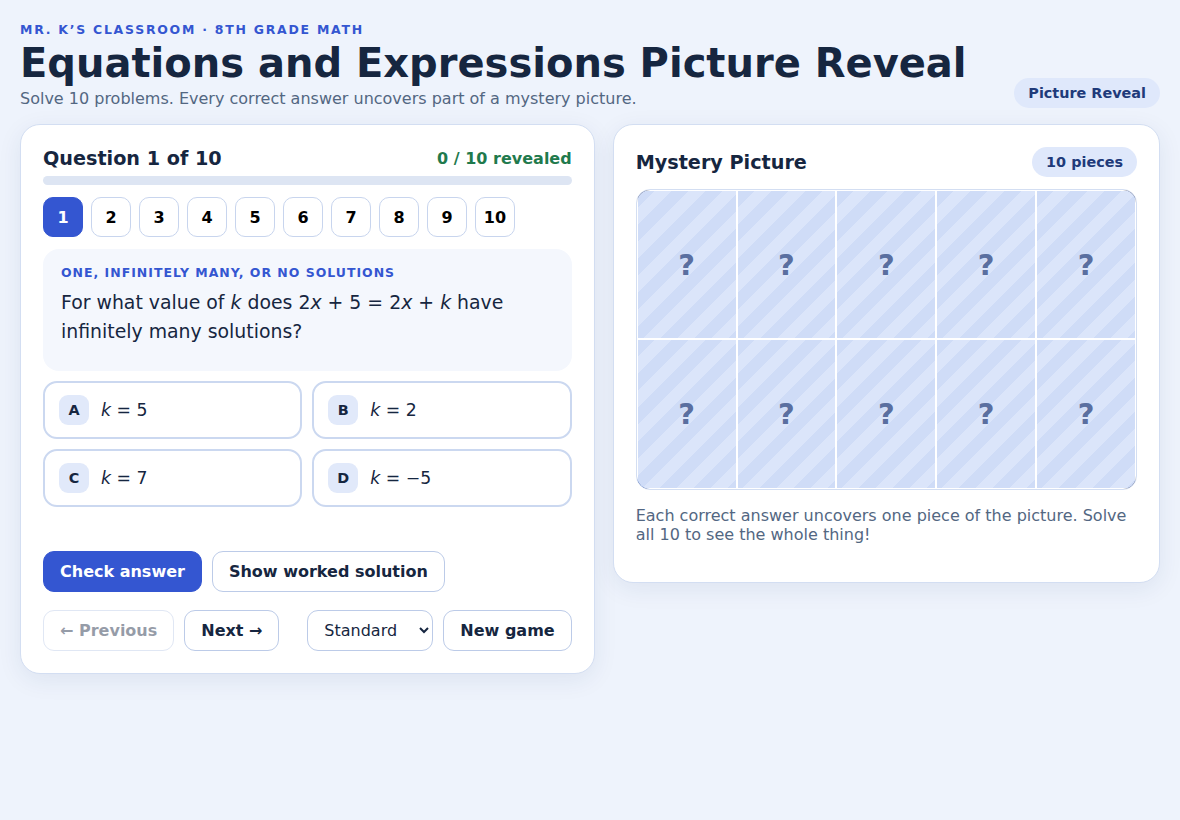 MR. K’S CLASSROOM · 8TH GRADE MATH
Equations and Expressions Picture Reveal
Solve 10 problems. Every correct answer uncovers part of a mystery picture.
Picture Reveal
Question 1 of 10
0 / 10 revealed
1 2 3 4 5 6 7 8 9 10
ONE, INFINITELY MANY, OR NO SOLUTIONS
For what value of k does 2x + 5 = 2x + k have
infinitely many solutions?
A k = 5
B k = 2
C k = 7
D k = −5
Check answer
Show worked solution
← Previous
Next →
Standard
New game
Mystery Picture
10 pieces
? ? ? ? ?
? ? ? ? ?
Each correct answer uncovers one piece of the picture. Solve
all 10 to see the whole thing!